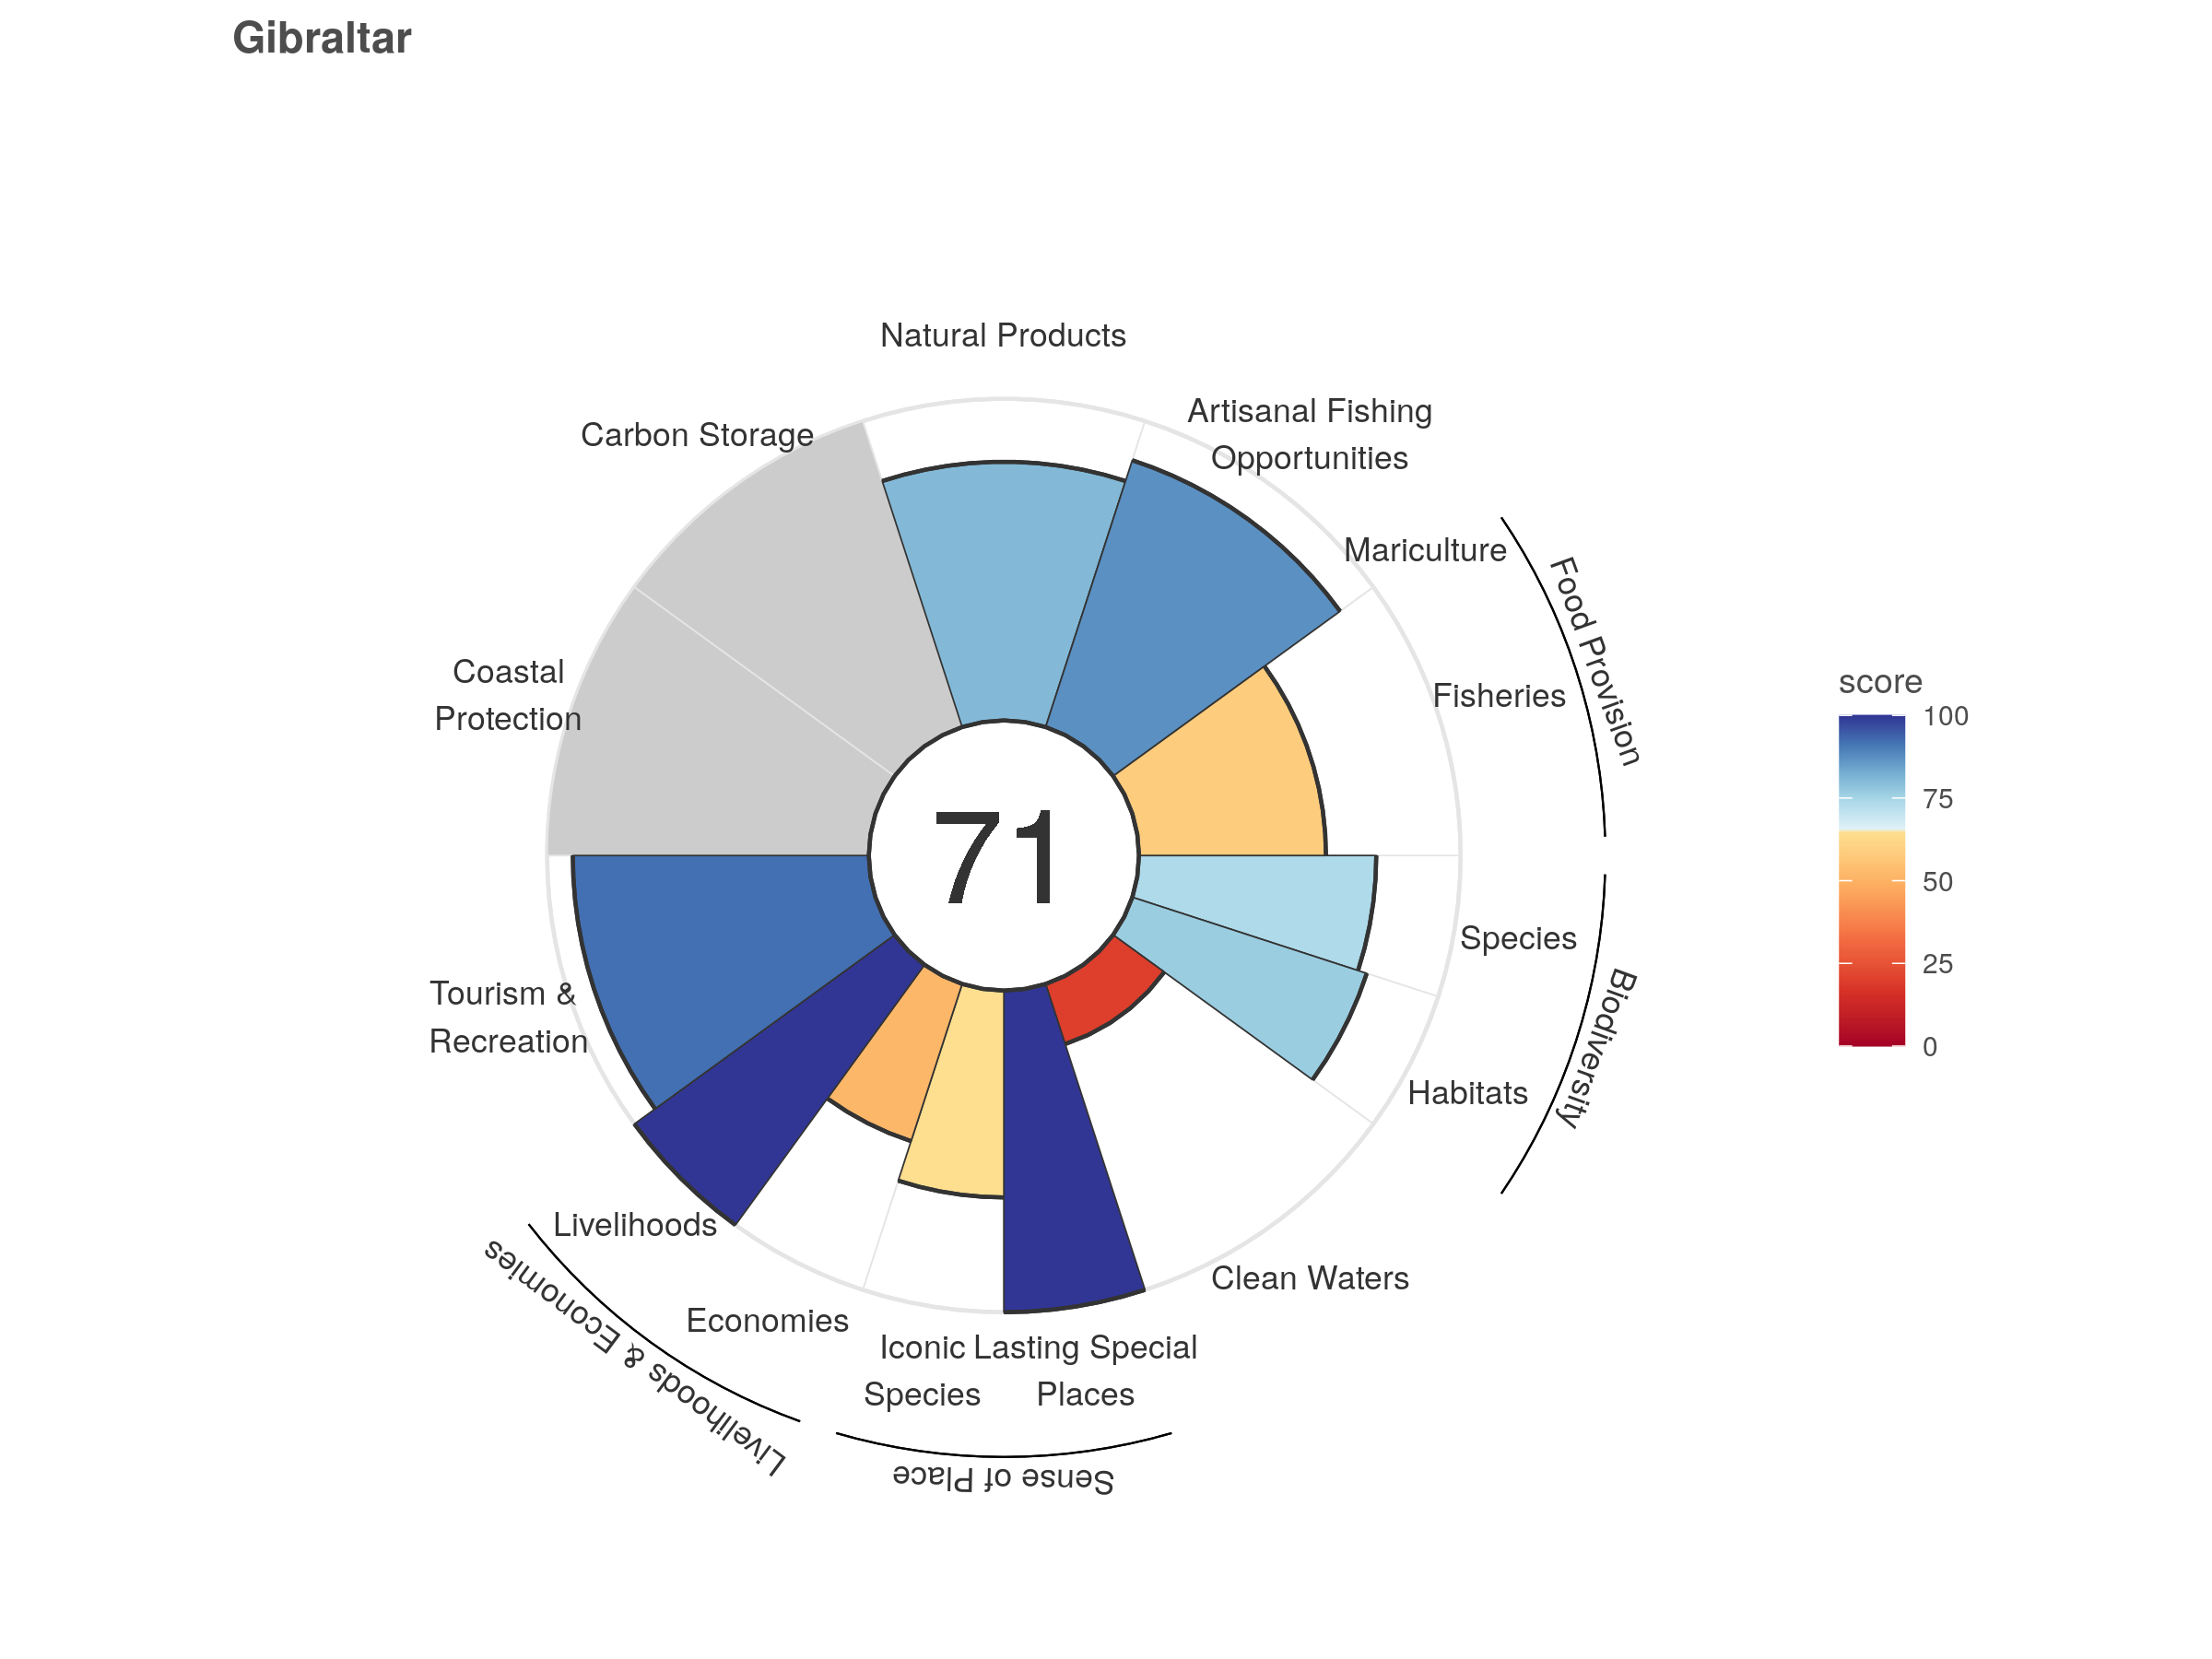 Gibraltar
Natural Products
Artisanal Fishing
Opportunities
Carbon Storage
Mariculture
Food Provision
Fisheries
Coastal
Protection
score
100
75
50
25
0
71
Species
Biodiversity
Habitats
Tourism &
Recreation
Livelihoods
Livelihoods & Economies
Economies
Clean Waters
Iconic
Species
Lasting Special
Places
Sense of Place